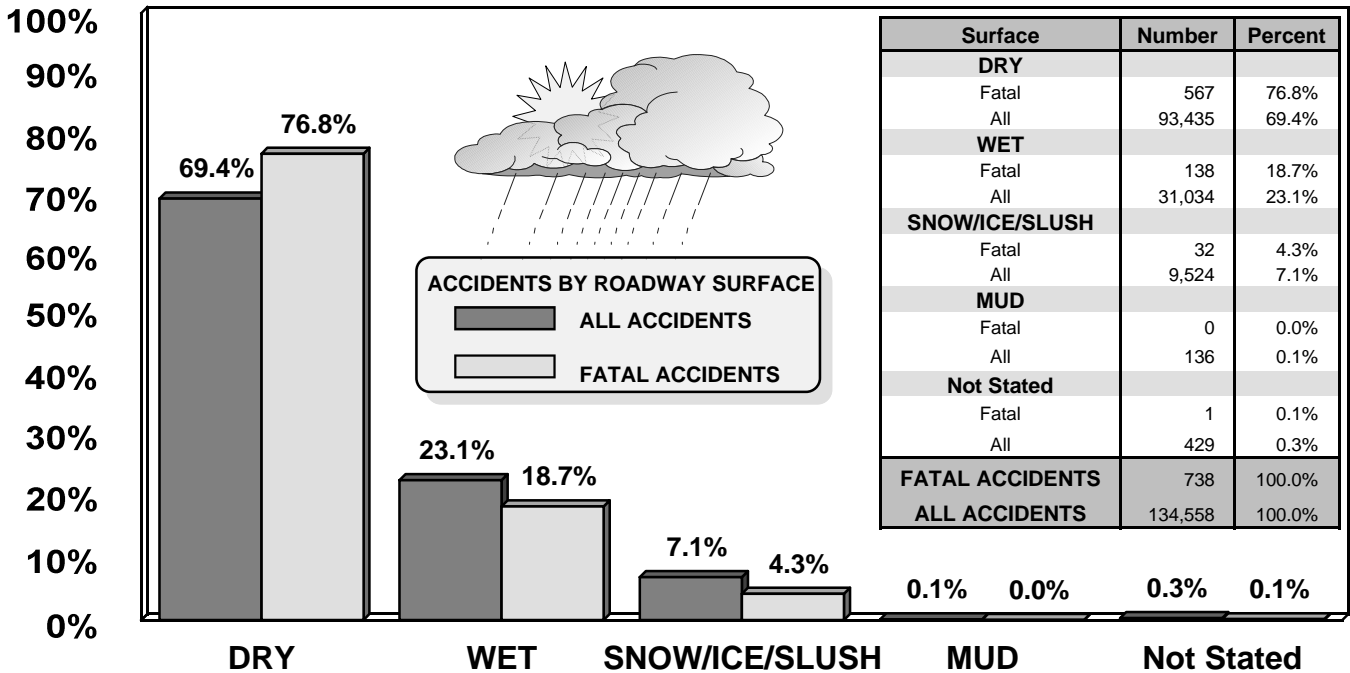 100%
90%
80%
70%
60%
50%
40%
30%
20%
10%
0%
69.4%
76.8%
23.1%
18.7%
7.1%
4.3%
0.1%
0.0%
0.3%
0.1%
DRY
WET
SNOW/ICE/SLUSH
MUD
Not Stated
ACCIDENTS BY ROADWAY SURFACE
ALL ACCIDENTS
FATAL ACCIDENTS
Surface Number Percent
DRY
Fatal 567 76.8%
All 93,435 69.4%
WET
Fatal 138 18.7%
All 31,034 23.1%
SNOW/ICE/SLUSH
Fatal 32 4.3%
All 9,524 7.1%
MUD
Fatal 0 0.0%
All 136 0.1%
Not Stated
Fatal 1 0.1%
All 429 0.3%
FATAL ACCIDENTS 738 100.0%
ALL ACCIDENTS 134,558 100.0%